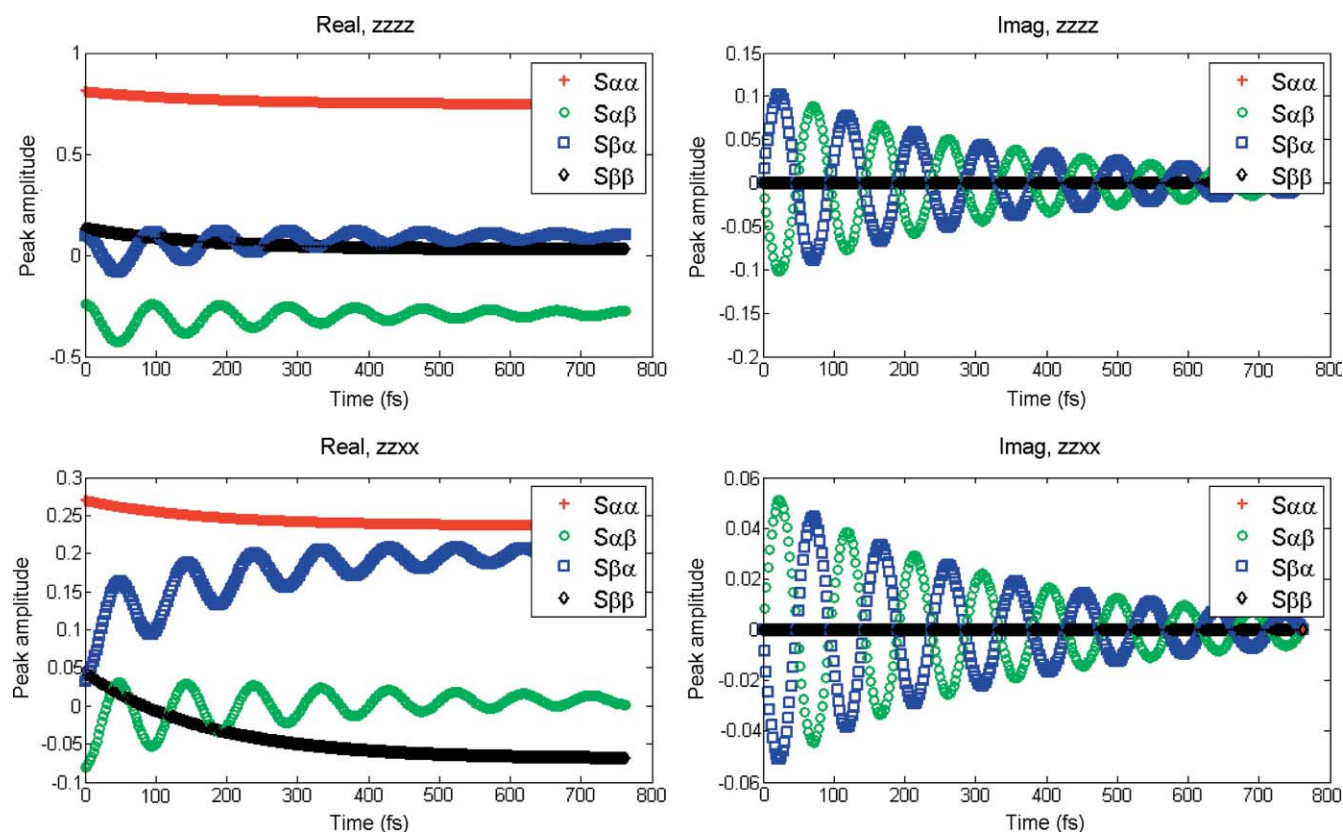 Real, zzzz
1
0.5
0
-0.5
Peak amplitude
0 100 200 300 400 500 600 700 800
Time (fs)
+ Sαα
○ Sαβ
□ Sβα
◊ Sββ
Imag, zzzz
0.15
0.1
0.05
0
-0.05
-0.1
-0.15
-0.2
Peak amplitude
0 100 200 300 400 500 600 700 800
Time (fs)
+ Sαα
○ Sαβ
□ Sβα
◊ Sββ
Real, zzxx
0.3
0.25
0.2
0.15
0.1
0.05
0
-0.05
-0.1
Peak amplitude
0 100 200 300 400 500 600 700 800
Time (fs)
+ Sαα
○ Sαβ
□ Sβα
◊ Sββ
Imag, zzxx
0.06
0.04
0.02
0
-0.02
-0.04
-0.06
Peak amplitude
0 100 200 300 400 500 600 700 800
Time (fs)
+ Sαα
○ Sαβ
□ Sβα
◊ Sββ